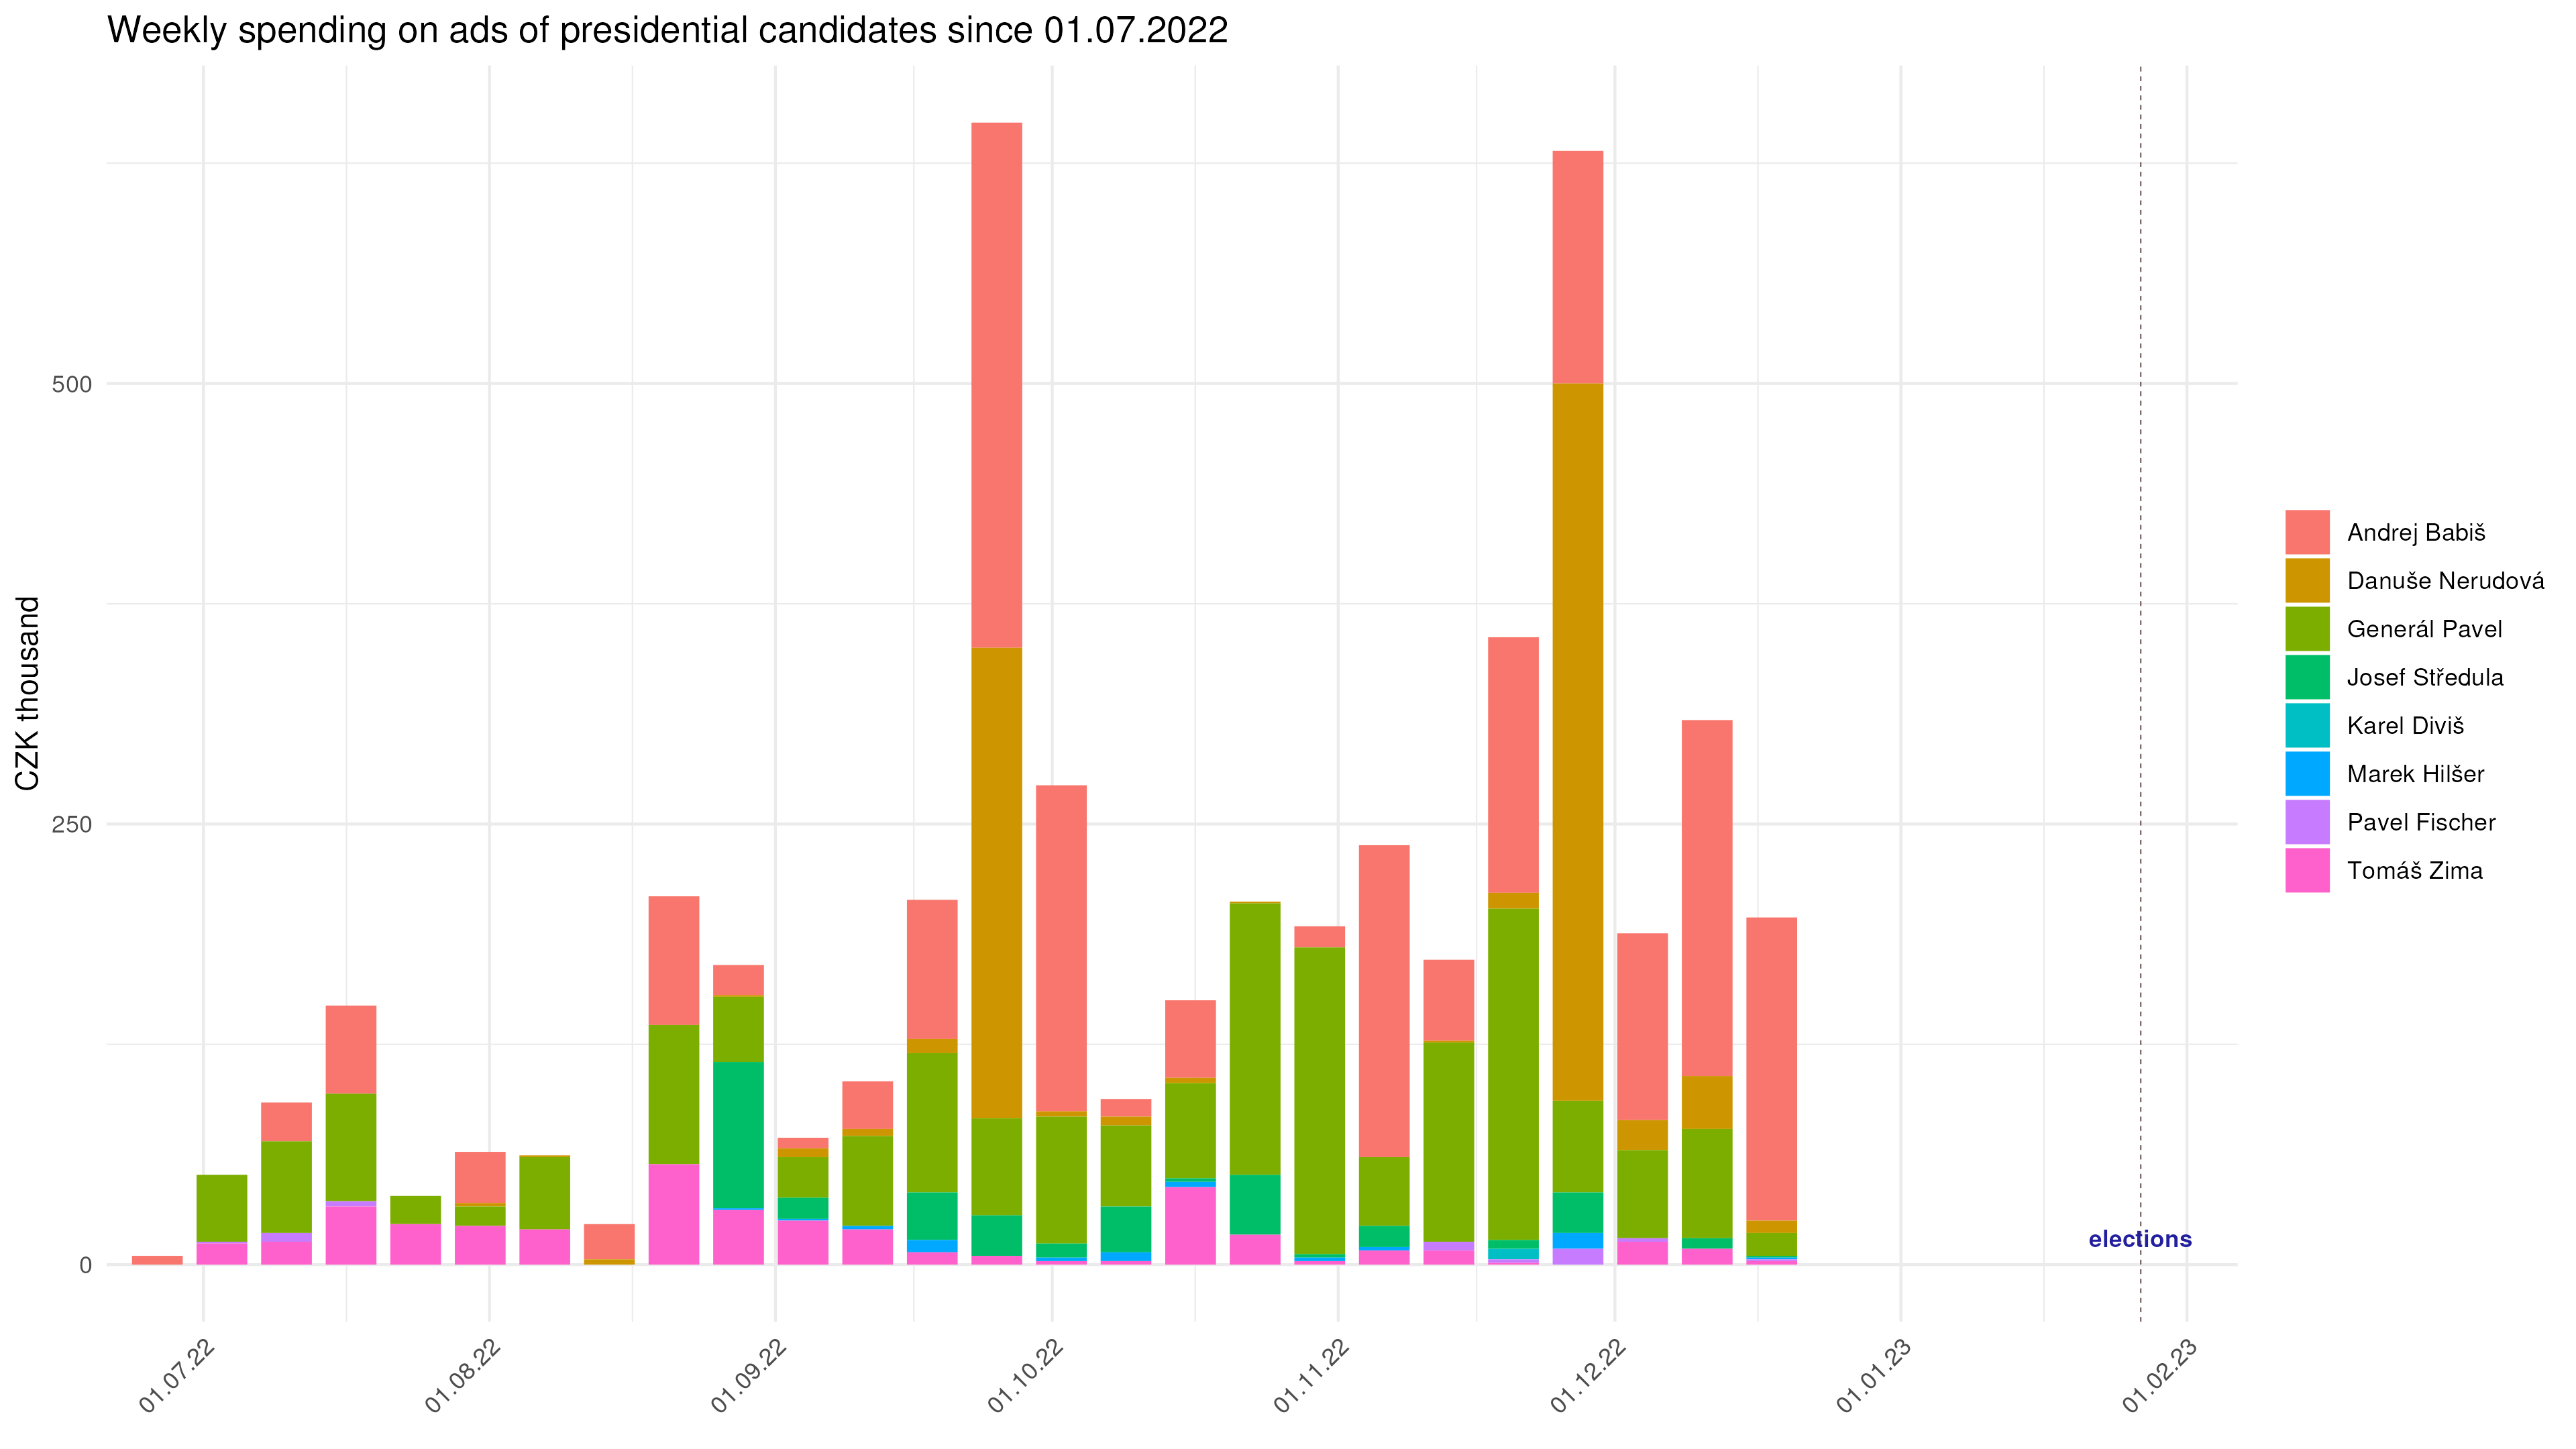 Weekly spending on ads of presidential candidates since 01.07.2022
CZK thousand
500
250
0
01.07.22
01.08.22
01.09.22
01.10.22
01.11.22
01.12.22
01.01.23
01.02.23
elections
Andrej Babiš
Danuše Nerudová
Generál Pavel
Josef Středula
Karel Diviš
Marek Hilšer
Pavel Fischer
Tomáš Zima